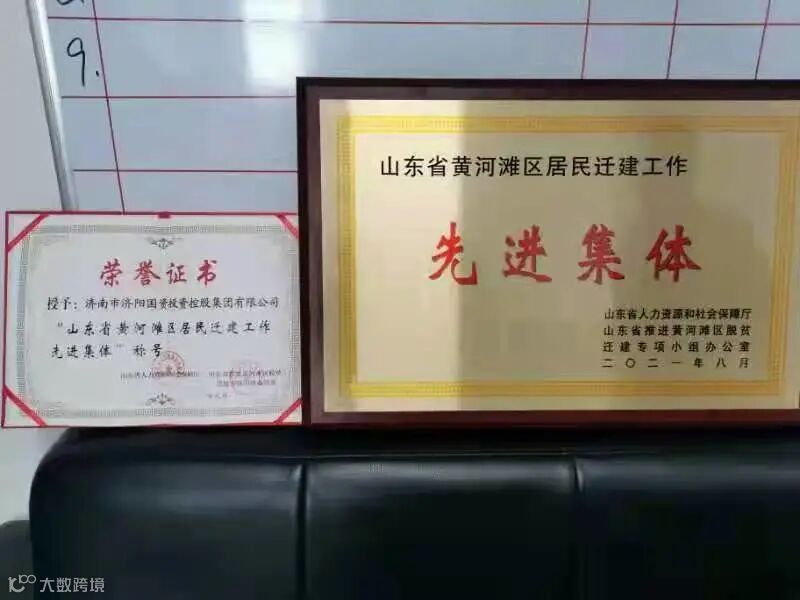 9.
山东省黄河滩区居民迁建工作
先进集体
山东省人力资源和社会保障厅
山东省推进黄河滩区脱贫
迁建专项小组办公室
二〇二一年八月
荣誉证书
授予：济南市济阳国资投资控股集团有限公司
“山东省黄河滩区居民迁建工作
先进集体”称号
大数跨境